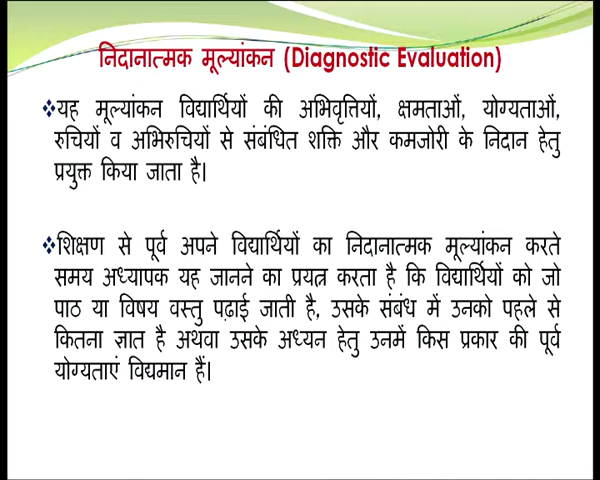 निदानात्मक मूल्यांकन (Diagnostic Evaluation)
❖यह मूल्यांकन विद्यार्थियों की अभिवृत्तियों, क्षमताओं, योग्यताओं,
रुचियों व अभिरुचियों से संबंधित शक्ति और कमजोरी के निदान हेतु
प्रयुक्त किया जाता है।
❖शिक्षण से पूर्व अपने विद्यार्थियों का निदानात्मक मूल्यांकन करते
समय अध्यापक यह जानने का प्रयत्न करता है कि विद्यार्थियों को जो
पाठ या विषय वस्तु पढ़ाई जाती है, उसके संबंध में उनको पहले से
कितना ज्ञात है अथवा उसके अध्यन हेतु उनमें किस प्रकार की पूर्व
योग्यताएं विद्यमान हैं।